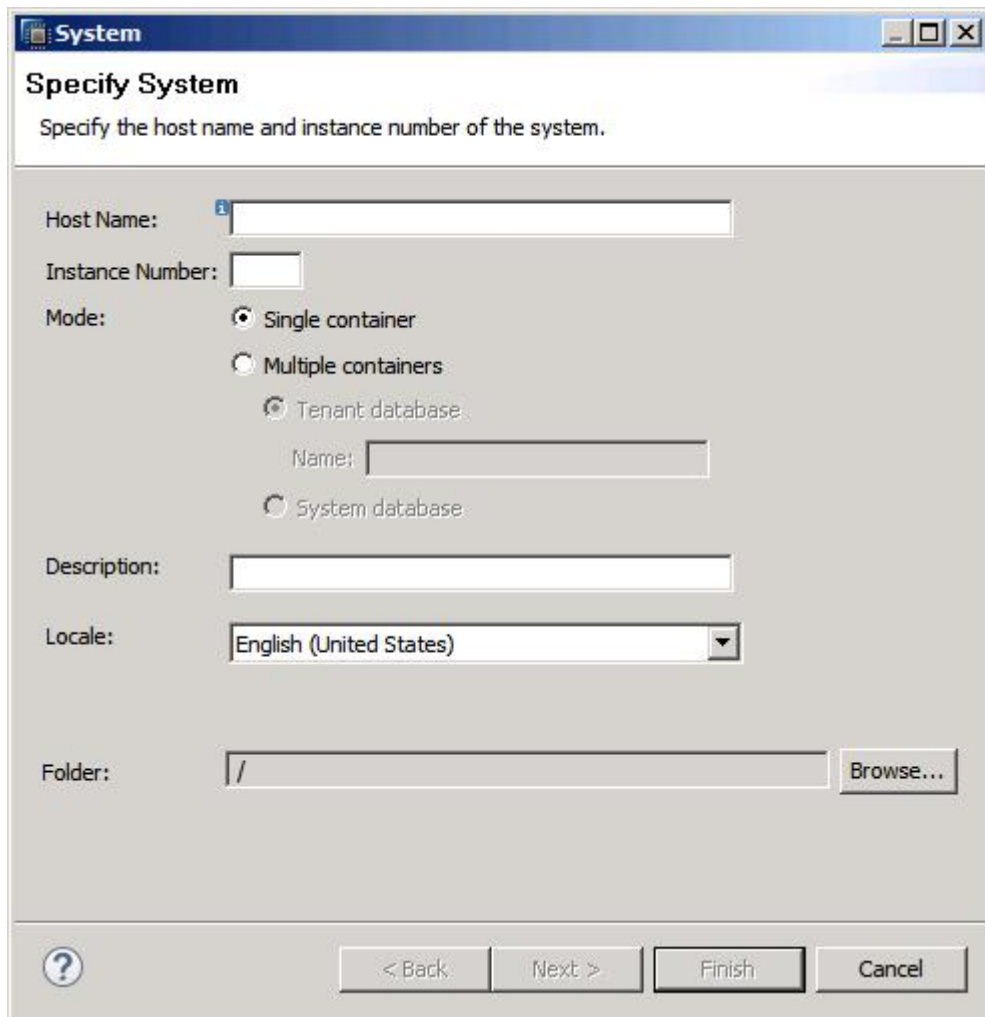 System
Specify System
Specify the host name and instance number of the system.
Host Name:
Instance Number:
Mode:
Single container
Multiple containers
Tenant database
Name:
System database
Description:
Locale:
English (United States)
Folder:
/
Browse...
?
< Back
Next >
Finish
Cancel